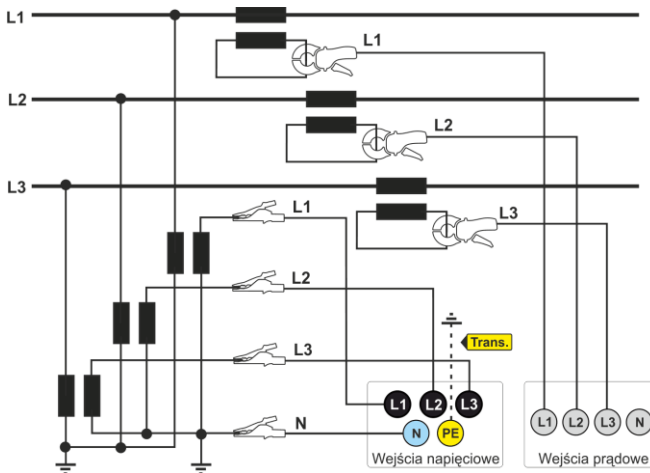 L1
L1
L2
L2
L3
L3
L1
L2
L3
Trans.
N
L1 L2 L3
N PE
Wejścia napięciowe
L1 L2 L3 N
Wejścia prądowe